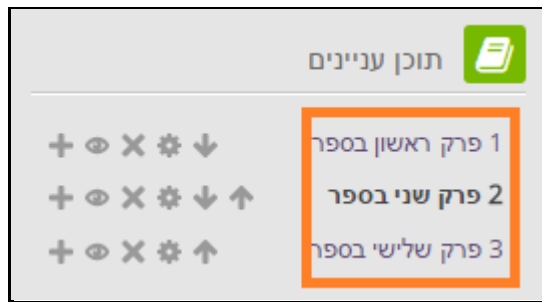 תוכן עניינים
1 פרק ראשון בספר
2 פרק שני בספר
3 פרק שלישי בספר